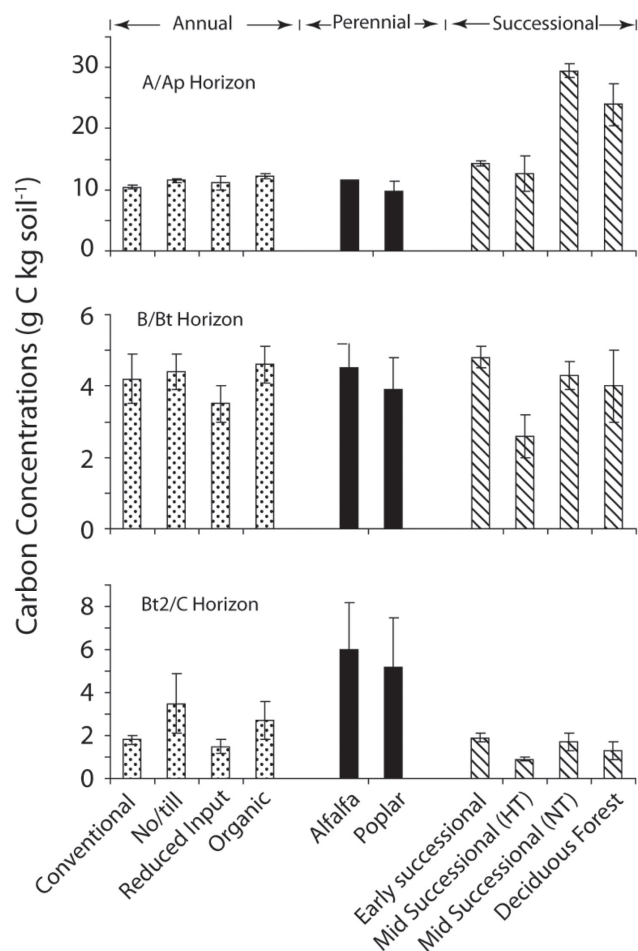 Annual Perennial Successional
A/Ap Horizon
30
20
10
0
B/Bt Horizon
6
4
2
0
Bt2/C Horizon
8
6
4
2
0
Carbon Concentrations (g C kg soil⁻¹)
Conventional
No/till
Reduced Input
Organic
Alfalfa
Poplar
Early successional
Mid Successional (HT)
Mid Successional (NT)
Deciduous Forest